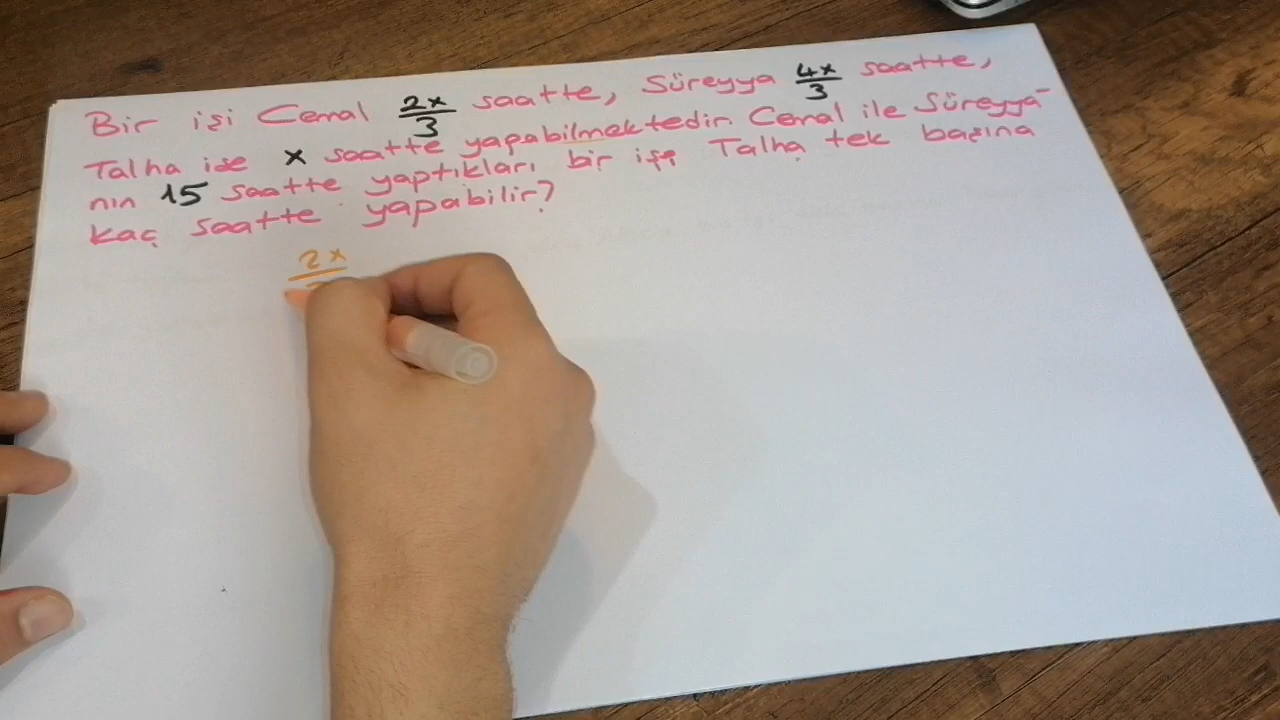 Bir işi Cemal 2x/3 saatte, Süreyya 4x/3 saatte,
Talha ise x saatte yapabilmektedir. Cemal ile Süreyya-
nın 15 saatte yaptıkları bir işi Talha tek başına
kaç saatte yapabilir?
2x